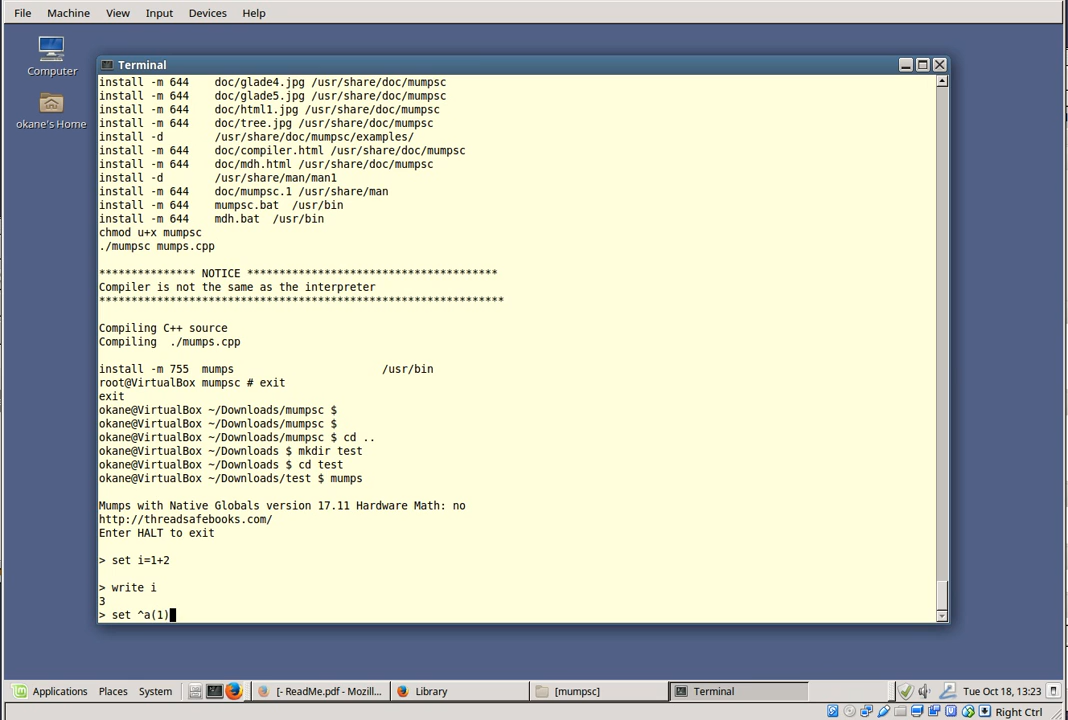 File Machine View Input Devices Help
Computer
okane's Home
Terminal
install -m 644    doc/glade4.jpg /usr/share/doc/mumpsc
install -m 644    doc/glade5.jpg /usr/share/doc/mumpsc
install -m 644    doc/html1.jpg /usr/share/doc/mumpsc
install -m 644    doc/tree.jpg /usr/share/doc/mumpsc
install -d        /usr/share/doc/mumpsc/examples/
install -m 644    doc/compiler.html /usr/share/doc/mumpsc
install -m 644    doc/mdh.html /usr/share/doc/mumpsc
install -d        /usr/share/man/man1
install -m 644    doc/mumpsc.1 /usr/share/man
install -m 644    mumpsc.bat  /usr/bin
install -m 644    mdh.bat  /usr/bin
chmod u+x mumpsc
./mumpsc mumps.cpp
*************** NOTICE ***************************************
Compiler is not the same as the interpreter
***************************************************************
Compiling C++ source
Compiling  ./mumps.cpp
install -m 755  mumps                       /usr/bin
root@VirtualBox mumpsc # exit
exit
okane@VirtualBox ~/Downloads/mumpsc $
okane@VirtualBox ~/Downloads/mumpsc $
okane@VirtualBox ~/Downloads/mumpsc $ cd ..
okane@VirtualBox ~/Downloads $ mkdir test
okane@VirtualBox ~/Downloads $ cd test
okane@VirtualBox ~/Downloads/test $ mumps
Mumps with Native Globals version 17.11 Hardware Math: no
http://threadsafebooks.com/
Enter HALT to exit
> set i=1+2
> write i
3
> set ^a(1)
Applications Places System [- ReadMe.pdf - Mozill... Library [mumpsc] Terminal Tue Oct 18, 13:23
Right Ctrl